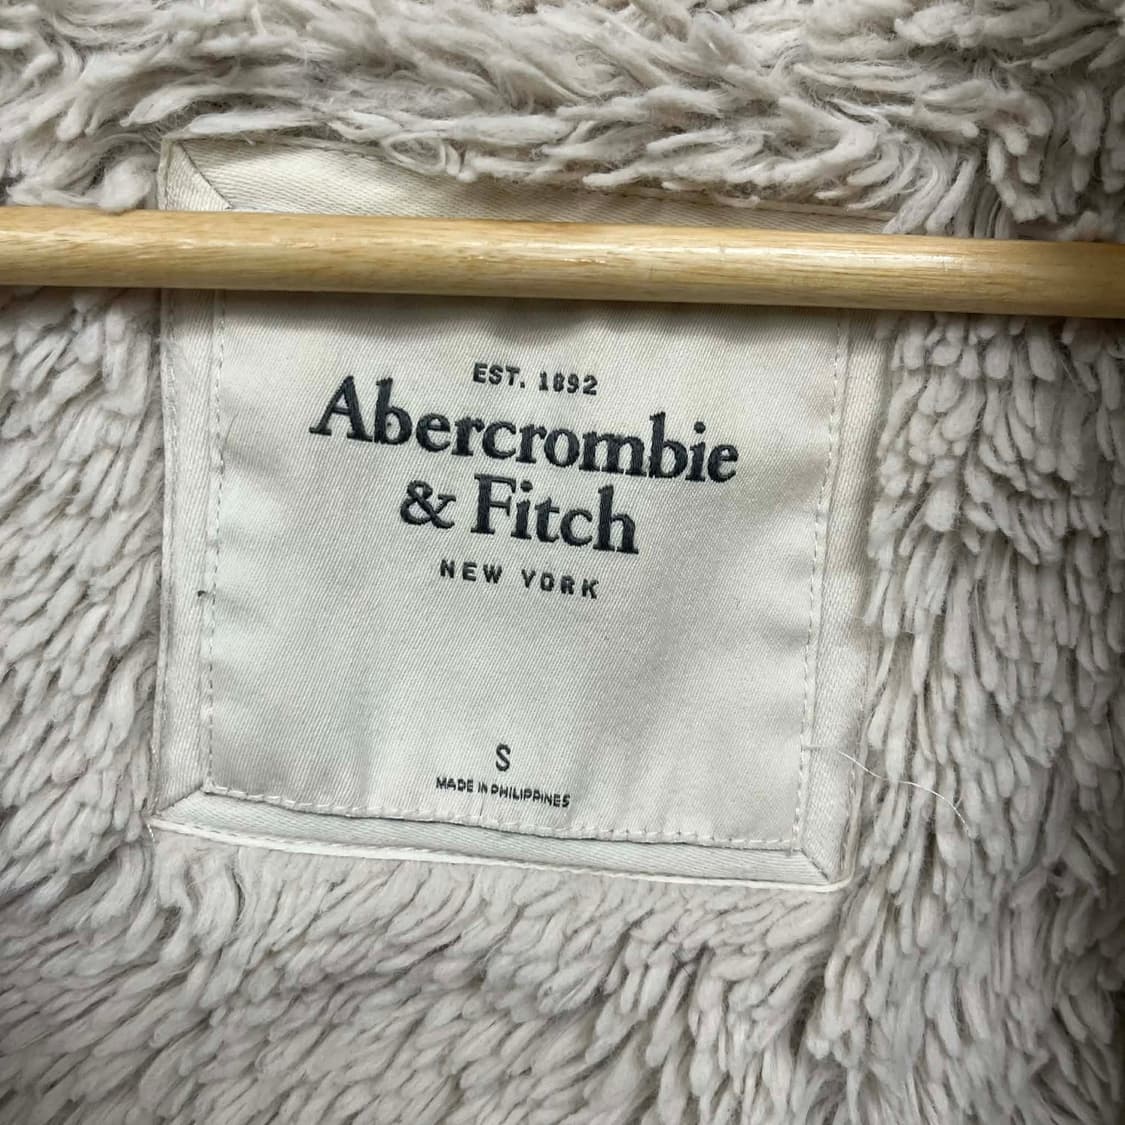 EST. 1892
Abercrombie
& Fitch
NEW YORK
S
MADE IN PHILIPPINES